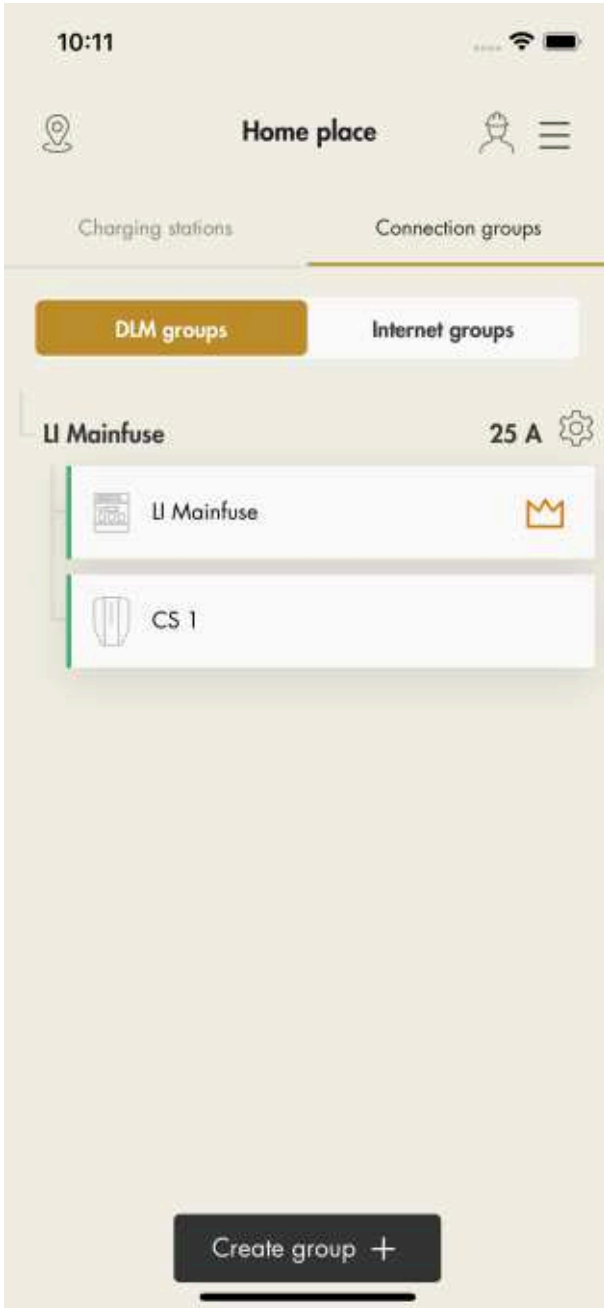 10:11
Home place
Charging stations Connection groups
DLM groups Internet groups
LI Mainfuse 25 A
LI Mainfuse
CS 1
Create group +